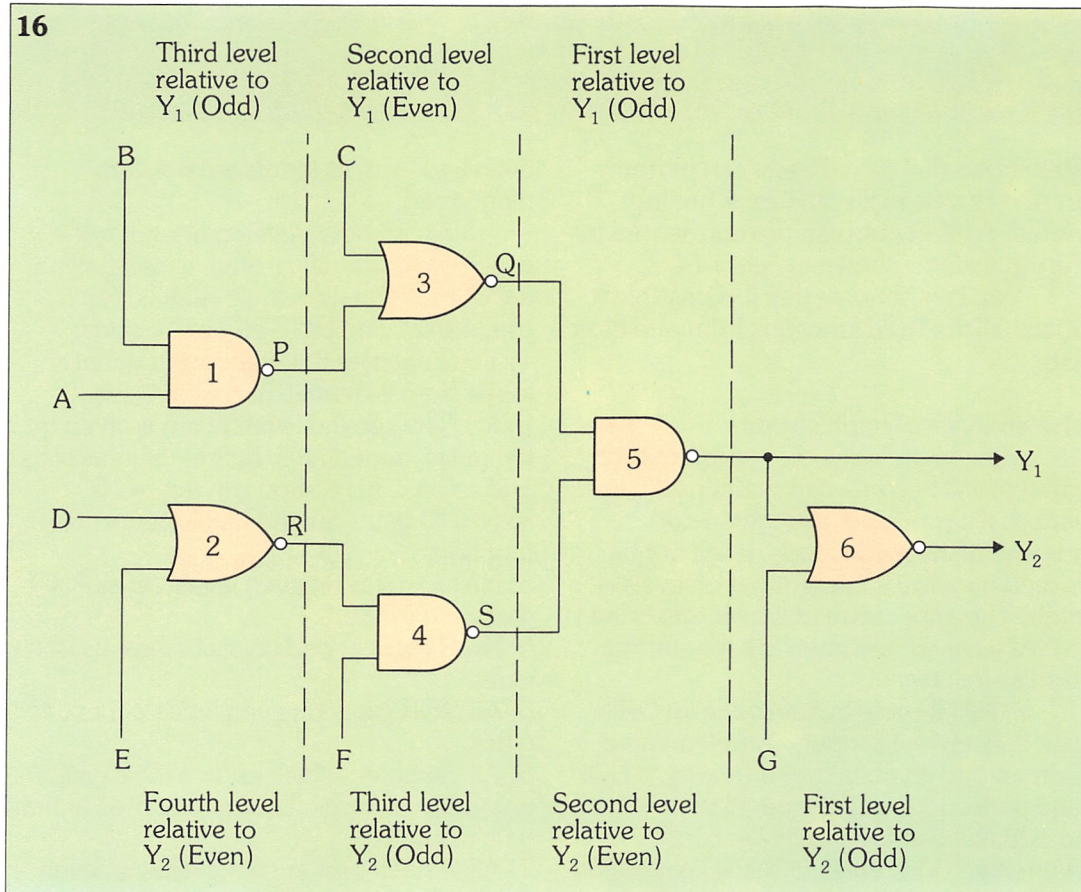 16
Third level
relative to
Y₁ (Odd)
Second level
relative to
Y₁ (Even)
First level
relative to
Y₁ (Odd)
B
C
3
Q
1
P
A
5
Y₁
D
2
R
6
Y₂
4
S
E
F
G
Fourth level
relative to
Y₂ (Even)
Third level
relative to
Y₂ (Odd)
Second level
relative to
Y₂ (Even)
First level
relative to
Y₂ (Odd)